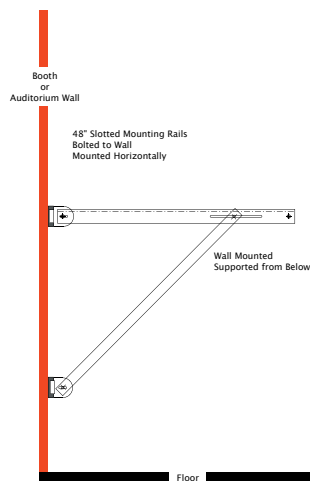 Booth
or
Auditorium Wall
48" Slotted Mounting Rails
Bolted to Wall
Mounted Horizontally
Wall Mounted
Supported from Below
Floor